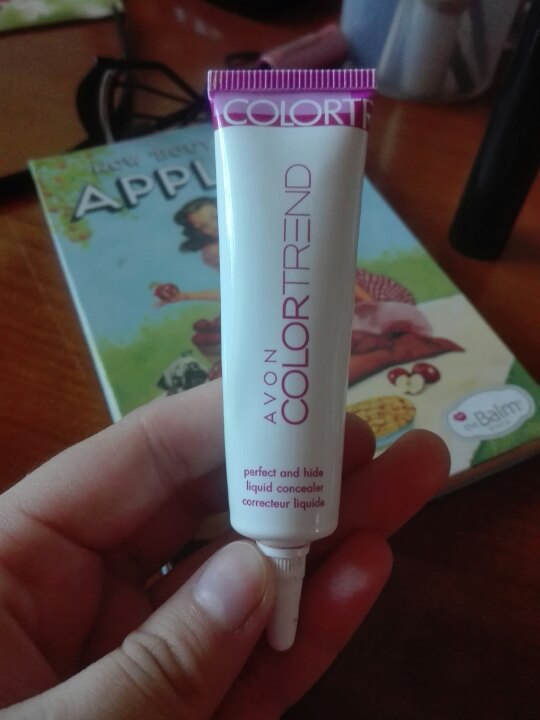 COLORT
AVON
COLORTREND
perfect and hide
liquid concealer
correcteur liquide
APPL
theBalm